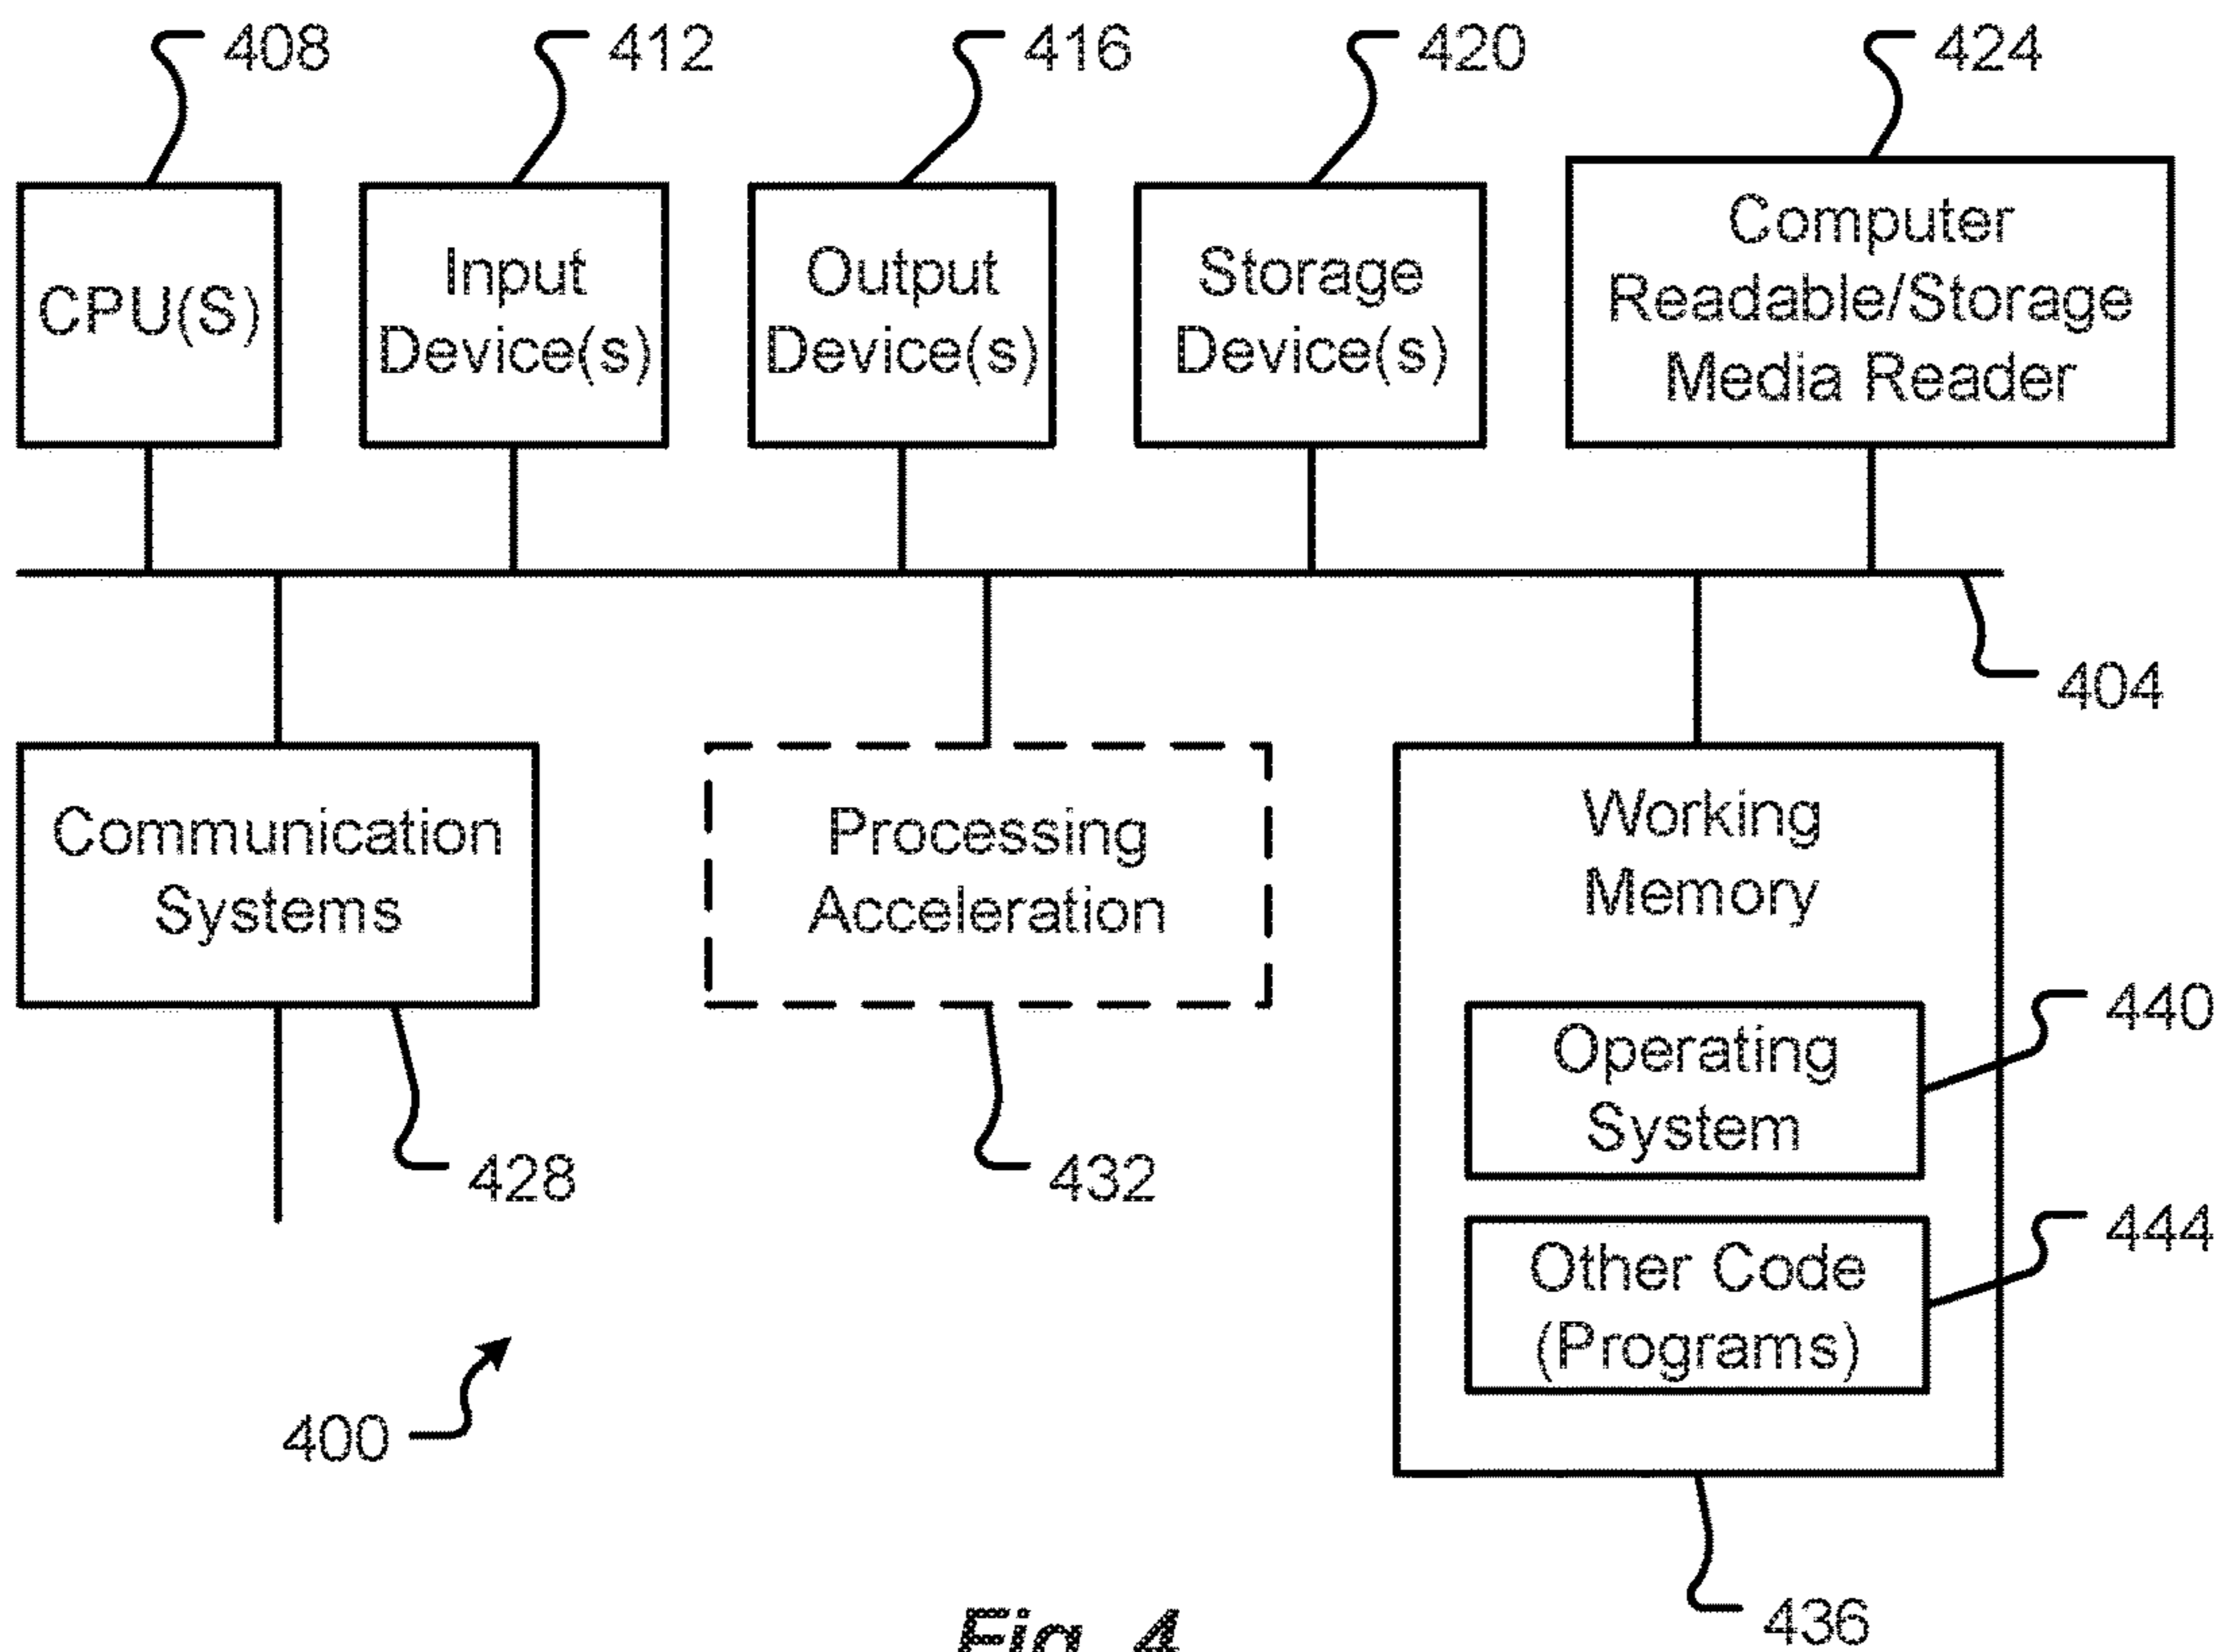 408
412
416
420
424
CPU(S)
Input
Device(s)
Output
Device(s)
Storage
Device(s)
Computer
Readable/Storage
Media Reader
404
Communication
Systems
Processing
Acceleration
Working
Memory
Operating
System
440
428
432
Other Code
(Programs)
444
400
436
Fig. 4